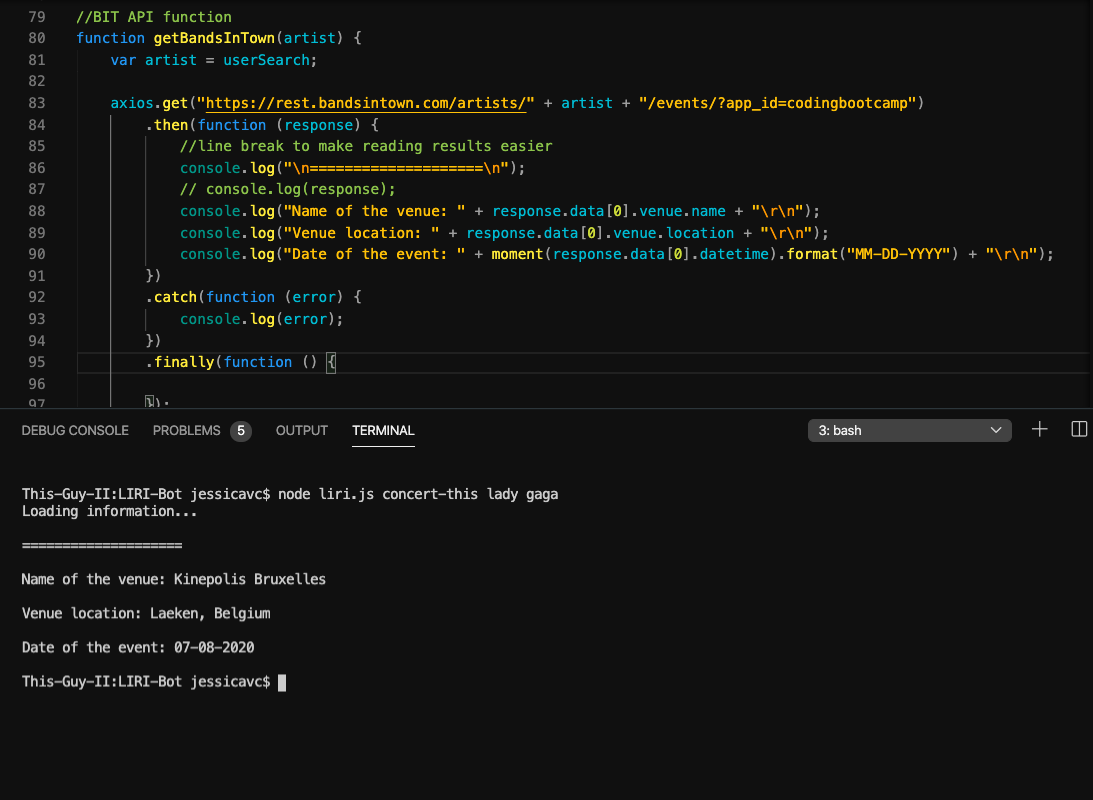 79 //BIT API function
80 function getBandsInTown(artist) {
81     var artist = userSearch;
82
83     axios.get("https://rest.bandsintown.com/artists/" + artist + "/events/?app_id=codingbootcamp")
84         .then(function (response) {
85             //line break to make reading results easier
86             console.log("\n====================\n");
87             // console.log(response);
88             console.log("Name of the venue: " + response.data[0].venue.name + "\r\n");
89             console.log("Venue location: " + response.data[0].venue.location + "\r\n");
90             console.log("Date of the event: " + moment(response.data[0].datetime).format("MM-DD-YYYY") + "\r\n");
91         })
92         .catch(function (error) {
93             console.log(error);
94         })
95         .finally(function () {
96
97         });
DEBUG CONSOLE PROBLEMS 5 OUTPUT TERMINAL 3: bash
This-Guy-II:LIRI-Bot jessicavc$ node liri.js concert-this lady gaga
Loading information...
====================
Name of the venue: Kinepolis Bruxelles
Venue location: Laeken, Belgium
Date of the event: 07-08-2020
This-Guy-II:LIRI-Bot jessicavc$